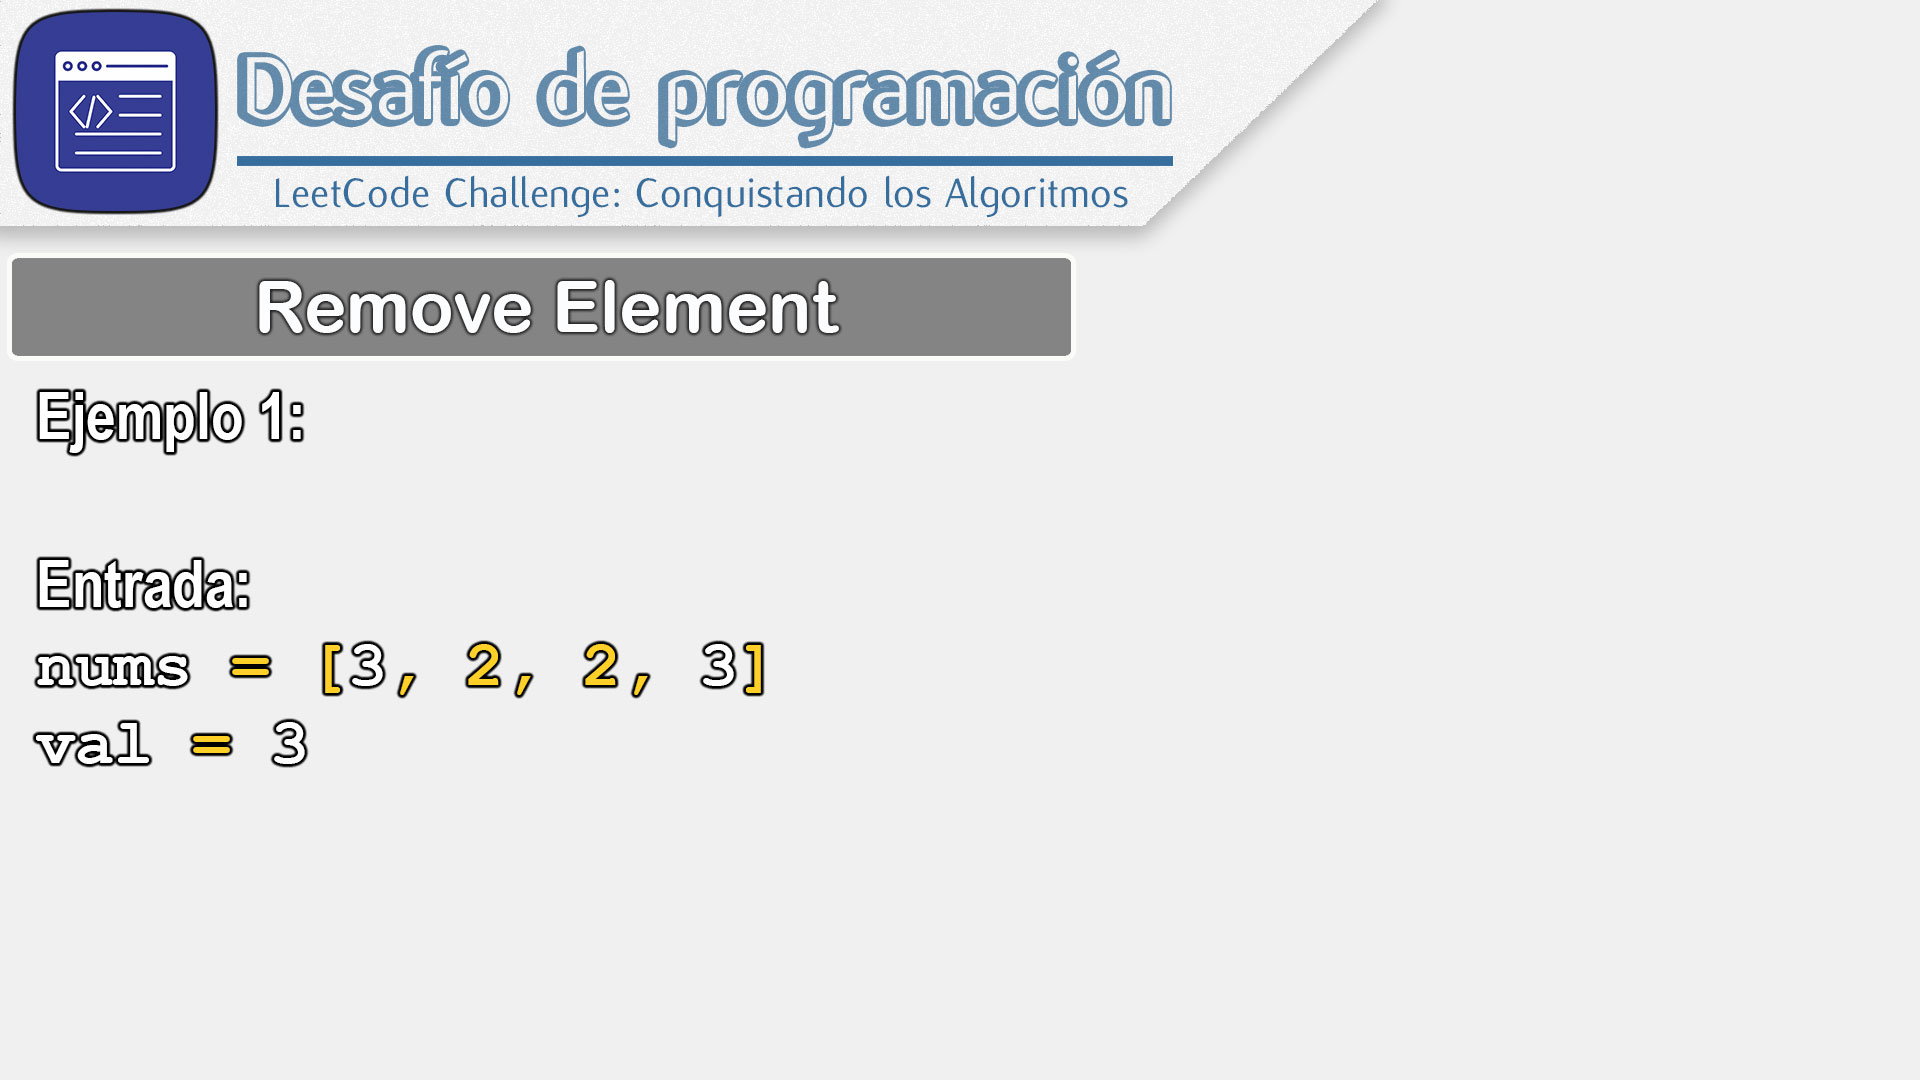 Desafío de programación
LeetCode Challenge: Conquistando los Algoritmos
Remove Element
Ejemplo 1:
Entrada:
nums = [3, 2, 2, 3]
val = 3